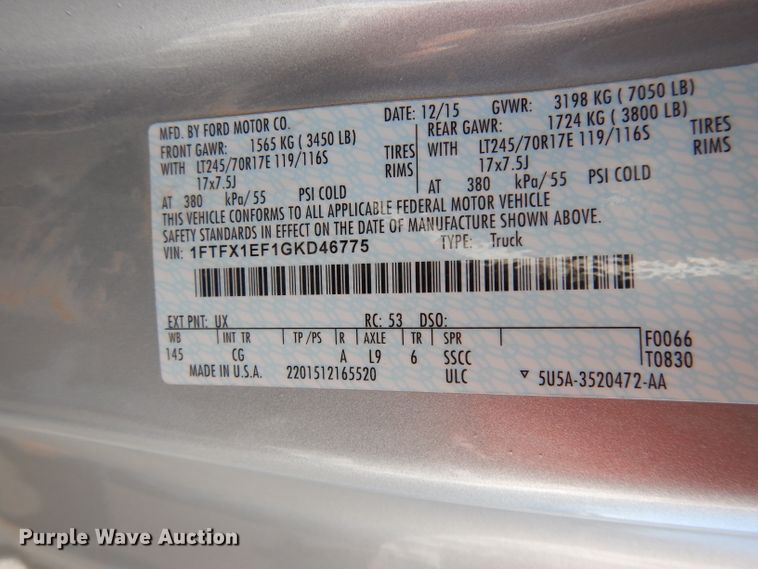 MFD. BY FORD MOTOR CO.
DATE: 12/15 GVWR: 3198 KG ( 7050 LB)
FRONT GAWR: 1565 KG ( 3450 LB)
REAR GAWR: 1724 KG ( 3800 LB)
WITH LT245/70R17E 119/116S TIRES
WITH LT245/70R17E 119/116S TIRES
17x7.5J RIMS
17x7.5J RIMS
AT 380 kPa/55 PSI COLD
AT 380 kPa/55 PSI COLD
THIS VEHICLE CONFORMS TO ALL APPLICABLE FEDERAL MOTOR VEHICLE
SAFETY STANDARDS IN EFFECT ON THE DATE OF MANUFACTURE SHOWN ABOVE.
VIN: 1FTFX1EF1GKD46775 TYPE: Truck
EXT PNT: UX RC: 53 DSO:
WB INT TR TP/PS R AXLE TR SPR F0066
145 CG A L9 6 SSCC T0830
MADE IN U.S.A. 2201512165520 ULC ▽ 5U5A-3520472-AA
Purple Wave Auction